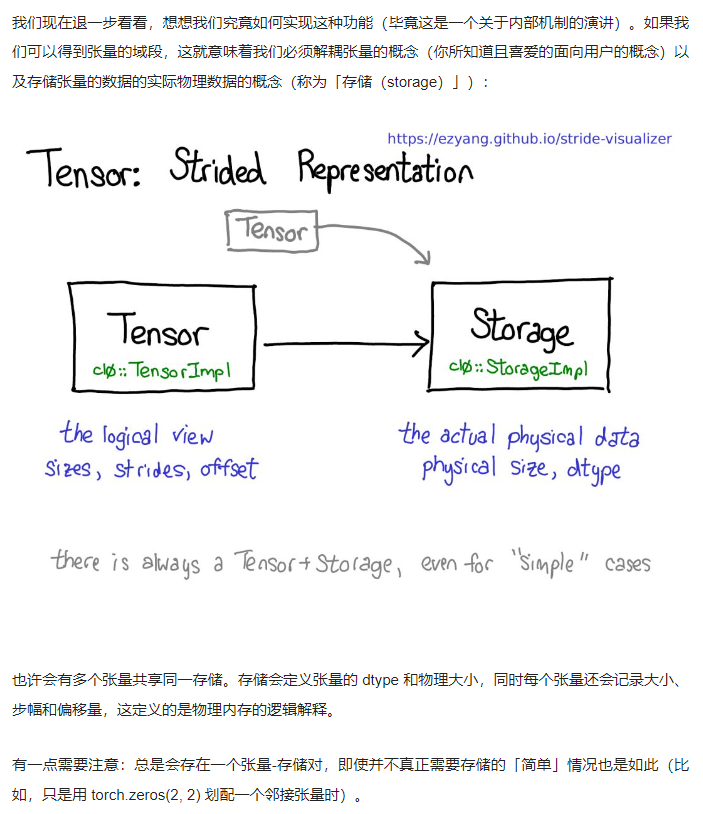 我们现在退一步看看，想想我们究竟如何实现这种功能（毕竟这是一个关于内部机制的演讲）。如果我
们可以得到张量的域段，这就意味着我们必须解耦张量的概念（你所知道且喜爱的面向用户的概念）以
及存储张量的数据的实际物理数据的概念（称为「存储（storage）」）：
https://ezyang.github.io/stride-visualizer
Tensor: Strided Representation
Tensor
Tensor
c10::TensorImpl
Storage
c10::StorageImpl
the logical view
sizes, strides, offset
the actual physical data
physical size, dtype
there is always a Tensor+Storage, even for "simple" cases
也许会有多个张量共享同一存储。存储会定义张量的 dtype 和物理大小，同时每个张量还会记录大小、
步幅和偏移量，这定义的是物理内存的逻辑解释。
有一点需要注意：总是会存在一个张量-存储对，即使并不真正需要存储的「简单」情况也是如此（比
如，只是用 torch.zeros(2, 2) 划配一个邻接张量时）。